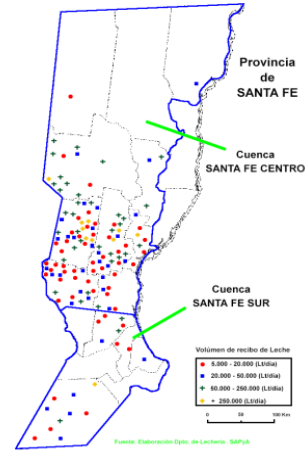 Provincia
de
SANTA FE
Cuenca
SANTA FE CENTRO
Cuenca
SANTA FE SUR
Volúmen de recibo de Leche
5.000 - 20.000 (Lt/día)
20.000 - 50.000 (Lt/día)
50.000 - 250.000 (Lt/día)
+ 250.000 (Lt/día)
0 50 100 Km
Fuente: Elaboración Dpto. de Lechería - SAPyA